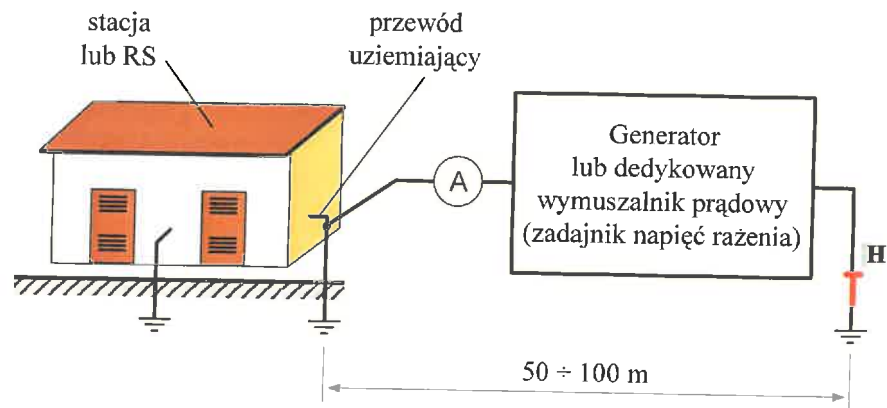 stacja
lub RS
przewód
uziemiający
A
Generator
lub dedykowany
wymuszalnik prądowy
(zadajnik napięć rażenia)
H
50 ÷ 100 m